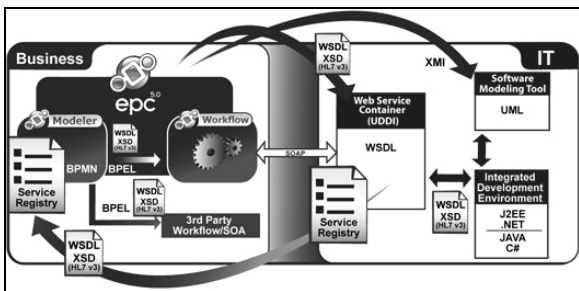 Business
IT
WSDL
XSD
(HL7 v3)
XMI
5.0
epc
Software
Modeling Tool
UML
Web Service
Container
(UDDI)
WSDL
Modeler
WSDL
XSD
(HL7 v3)
Workflow
BPMN
BPEL
SOAP
Service
Registry
BPEL
WSDL
XSD
(HL7 v3)
3rd Party
Workflow/SOA
Service
Registry
WSDL
XSD
(HL7 v3)
Integrated
Development
Environment
J2EE
.NET
JAVA
C#
WSDL
XSD
(HL7 v3)